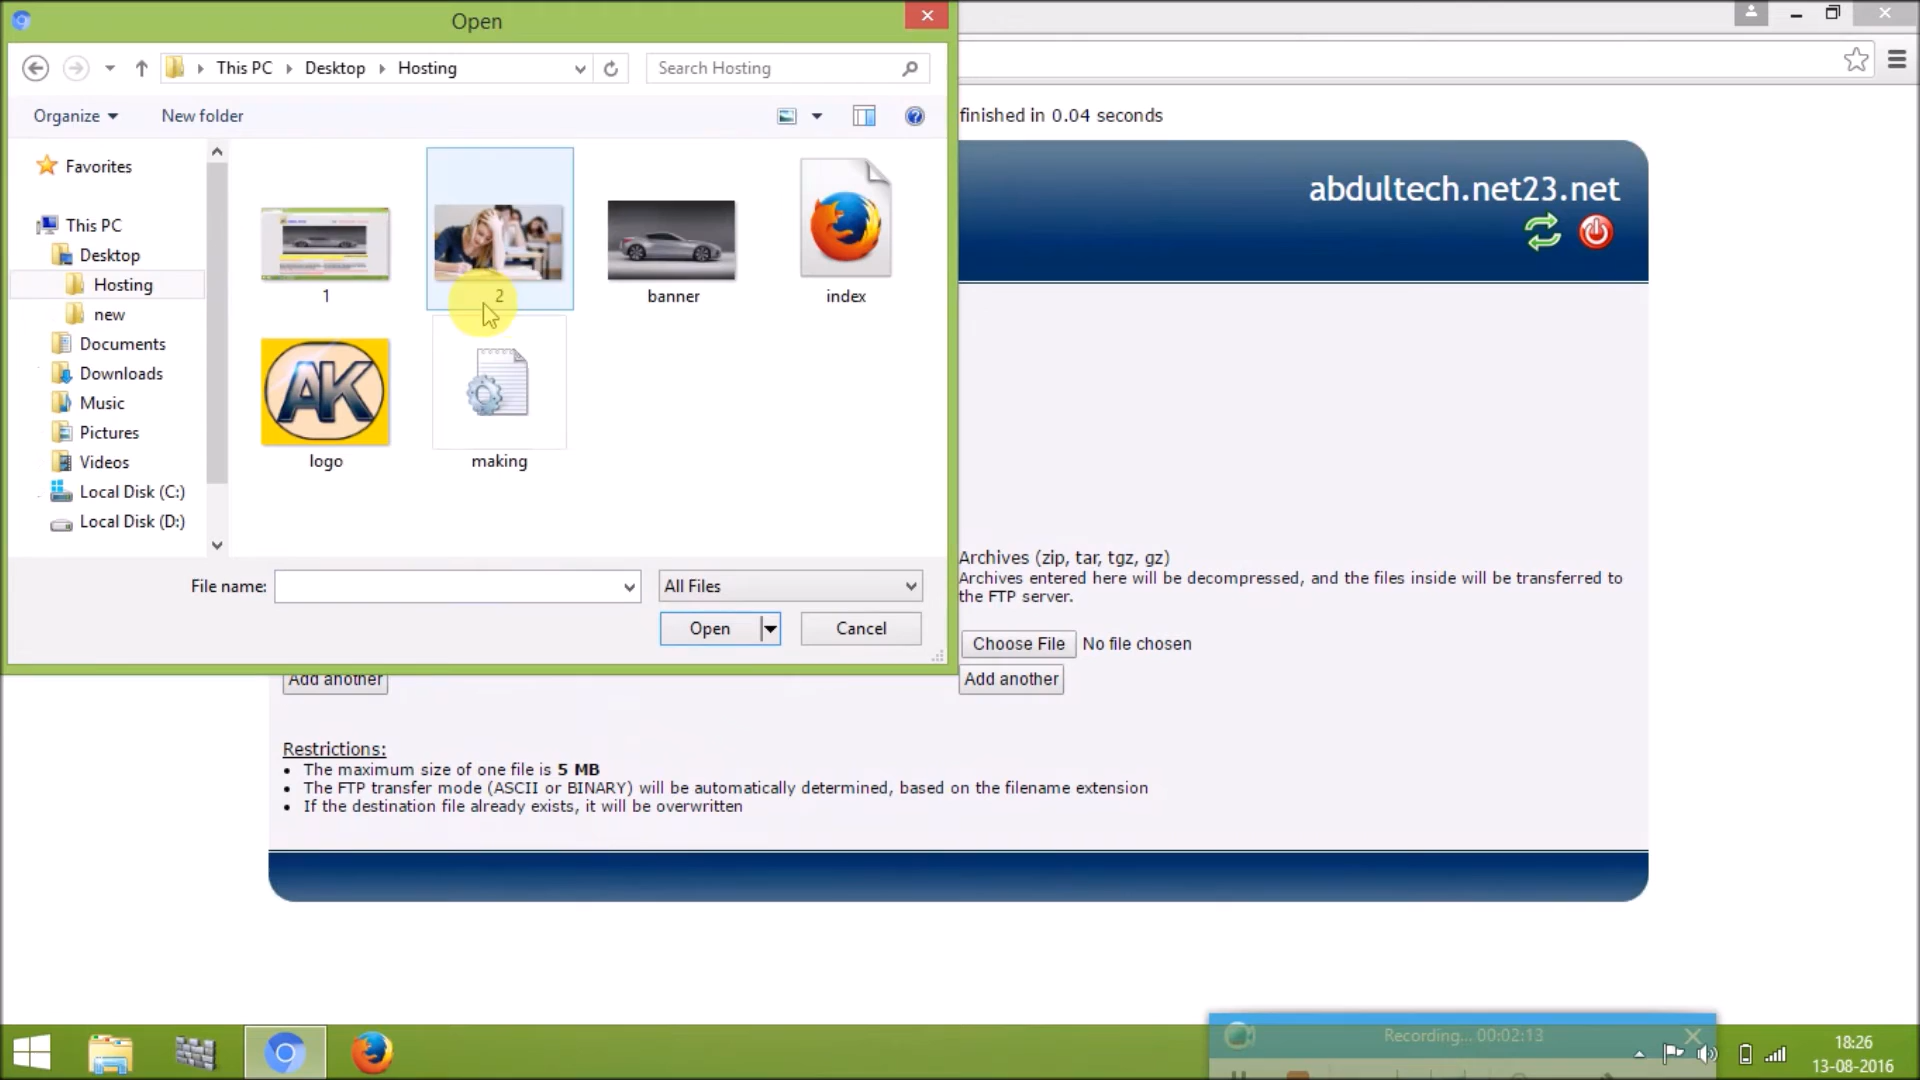 Open
This PC
Desktop
Hosting
Search Hosting
Organize
New folder
Favorites
This PC
Desktop
Hosting
new
Documents
Downloads
Music
Pictures
Videos
Local Disk (C:)
Local Disk (D:)
1
2
banner
index
AK
logo
making
File name:
All Files
Open
Cancel
finished in 0.04 seconds
abdultech.net23.net
Archives (zip, tar, tgz, gz)
Archives entered here will be decompressed, and the files inside will be transferred to
the FTP server.
Choose File No file chosen
Add another
Add another
Restrictions:
• The maximum size of one file is 5 MB
• The FTP transfer mode (ASCII or BINARY) will be automatically determined, based on the filename extension
• If the destination file already exists, it will be overwritten
Recording... 00:02:13
18:26
13-08-2016